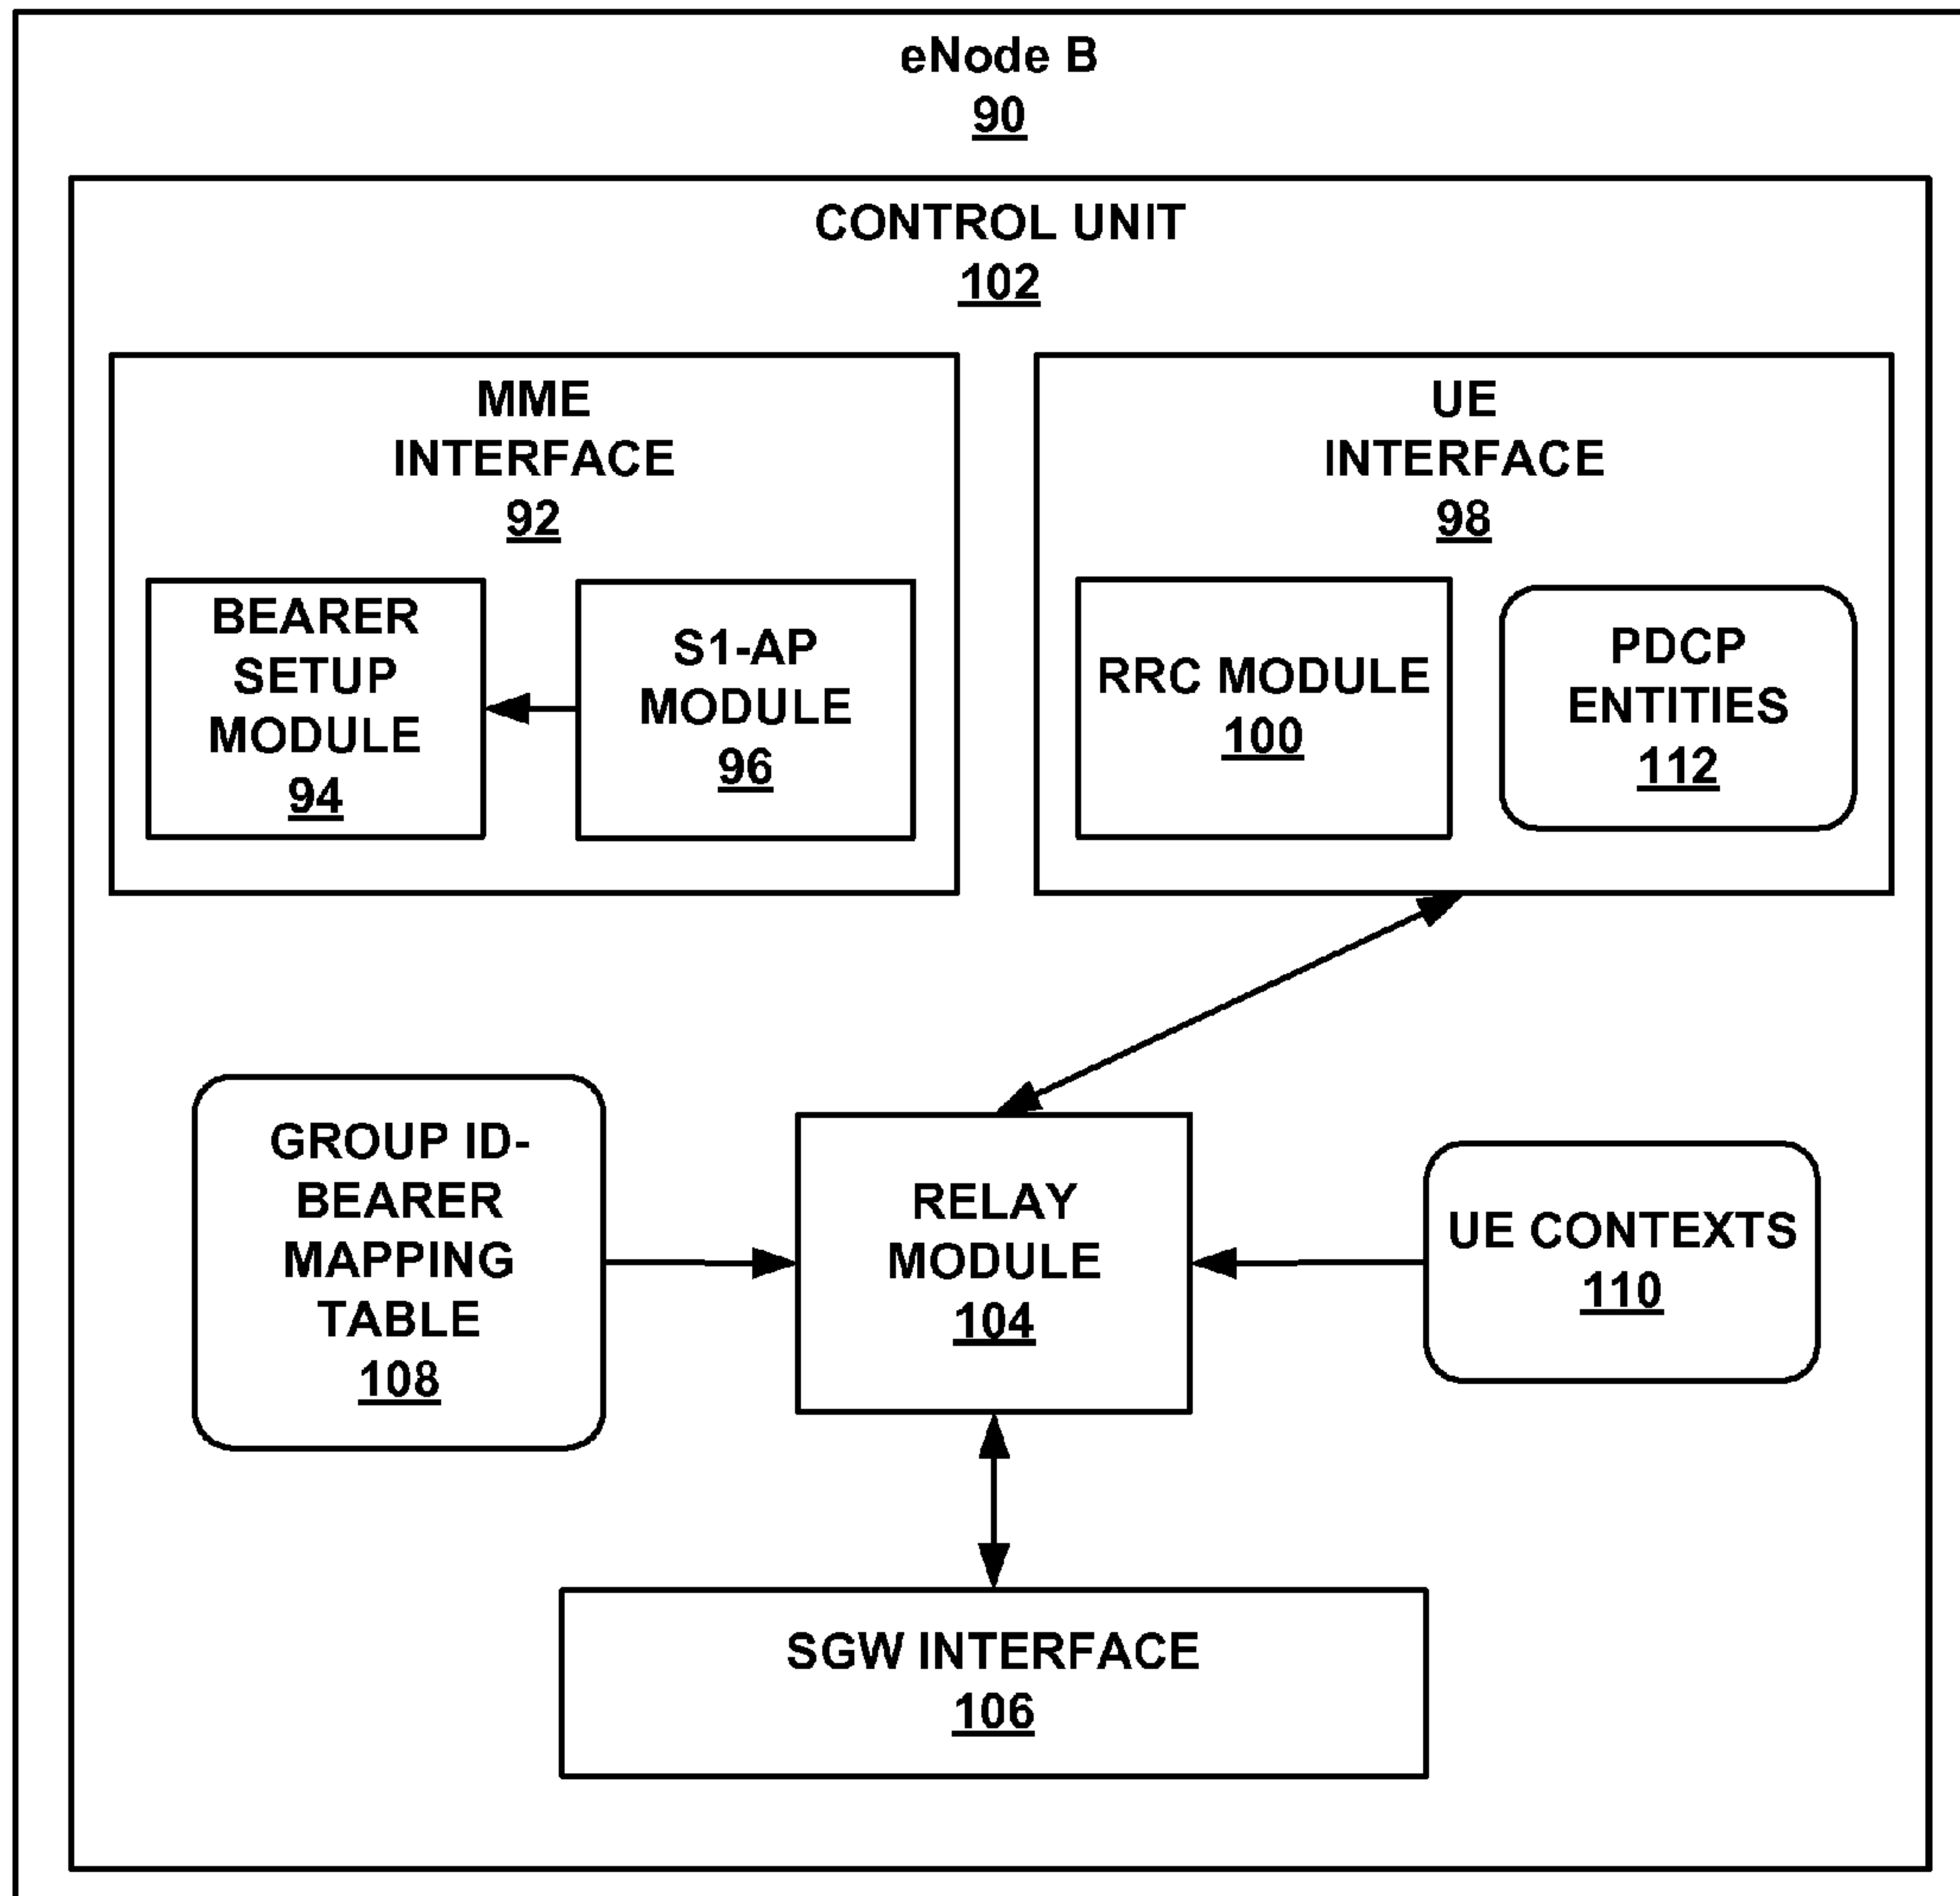 eNode B
90
CONTROL UNIT
102
MME
INTERFACE
92
BEARER
SETUP
MODULE
94
S1-AP
MODULE
96
UE
INTERFACE
98
RRC MODULE
100
PDCP
ENTITIES
112
GROUP ID-
BEARER
MAPPING
TABLE
108
RELAY
MODULE
104
UE CONTEXTS
110
SGW INTERFACE
106